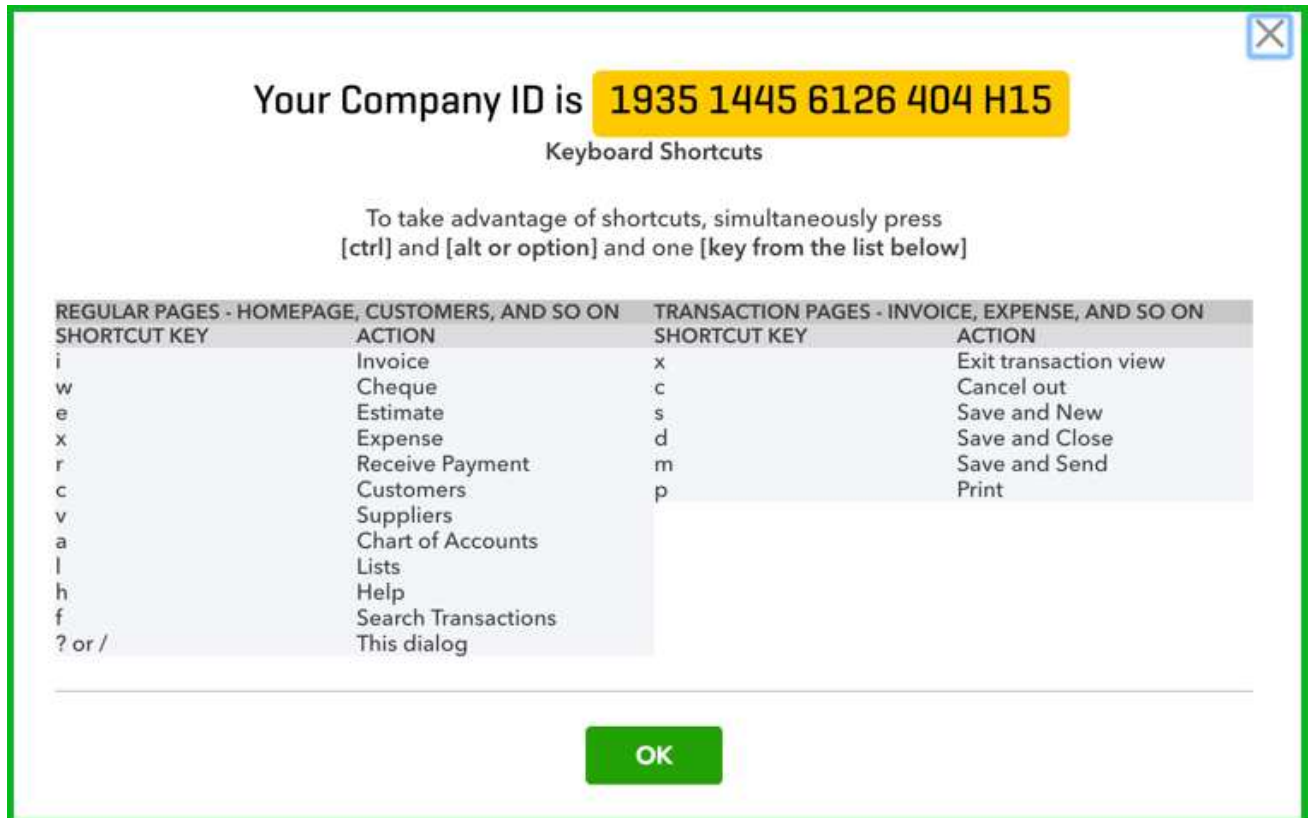 Your Company ID is 1935 1445 6126 404 H15
Keyboard Shortcuts
To take advantage of shortcuts, simultaneously press
[ctrl] and [alt or option] and one [key from the list below]
REGULAR PAGES - HOMEPAGE, CUSTOMERS, AND SO ON TRANSACTION PAGES - INVOICE, EXPENSE, AND SO ON
SHORTCUT KEY ACTION SHORTCUT KEY ACTION
i Invoice x Exit transaction view
w Cheque c Cancel out
e Estimate s Save and New
x Expense d Save and Close
r Receive Payment m Save and Send
c Customers p Print
v Suppliers
a Chart of Accounts
l Lists
h Help
f Search Transactions
? or / This dialog
OK